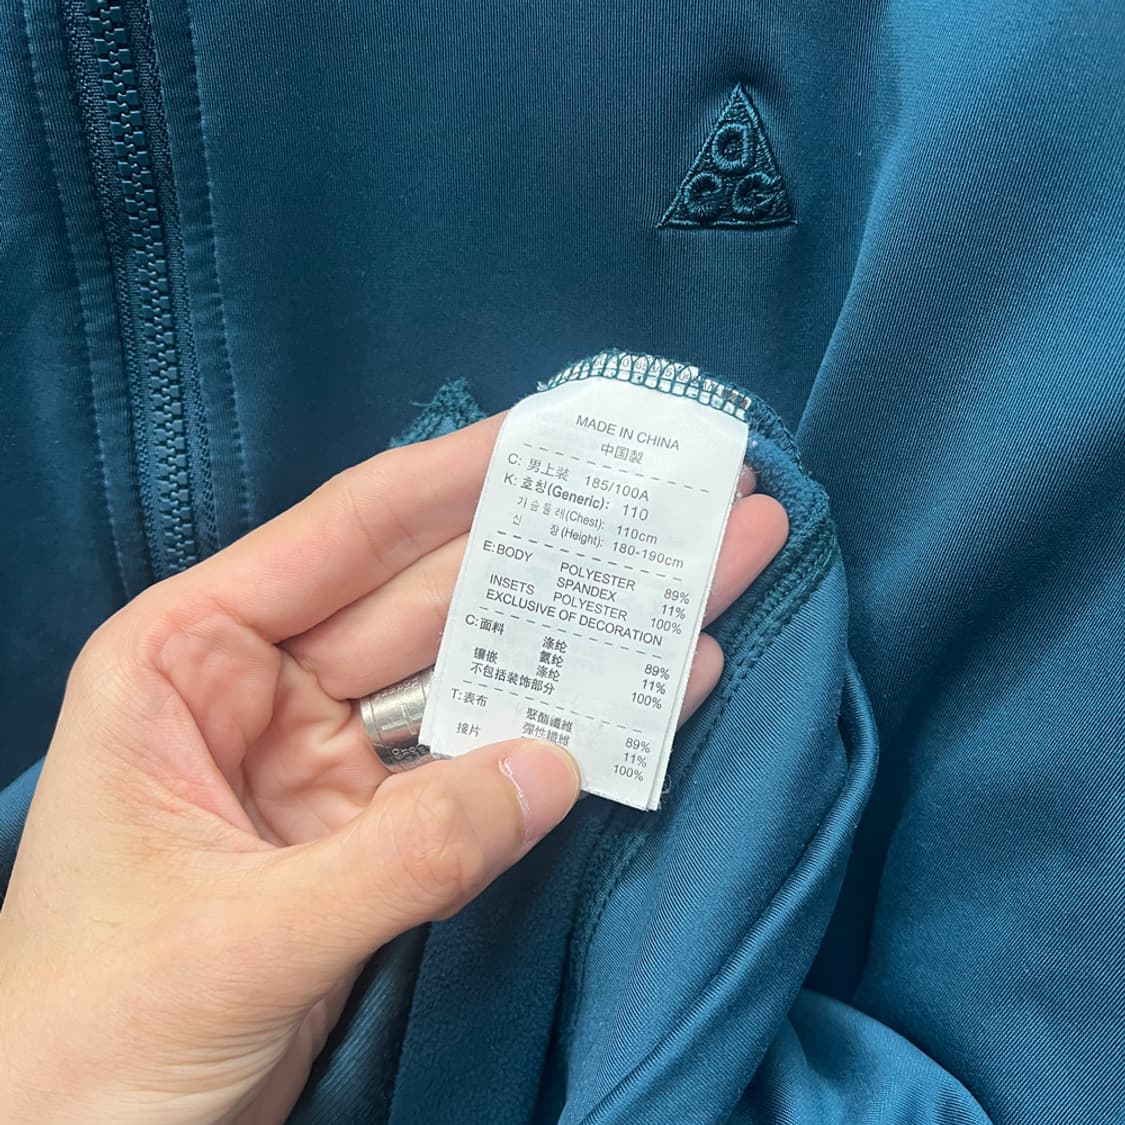 acg
MADE IN CHINA
中国製
C: 男上装 185/100A
K: 호칭(Generic): 110
가슴둘레(Chest): 110cm
신 장(Height): 180-190cm
E: BODY POLYESTER 89%
SPANDEX 11%
INSETS POLYESTER 100%
EXCLUSIVE OF DECORATION
C: 面料 涤纶 89%
氨纶 11%
镶嵌 涤纶 100%
不包括装饰部分
T: 表布 聚酯纖維 89%
彈性纖維 11%
接片 100%